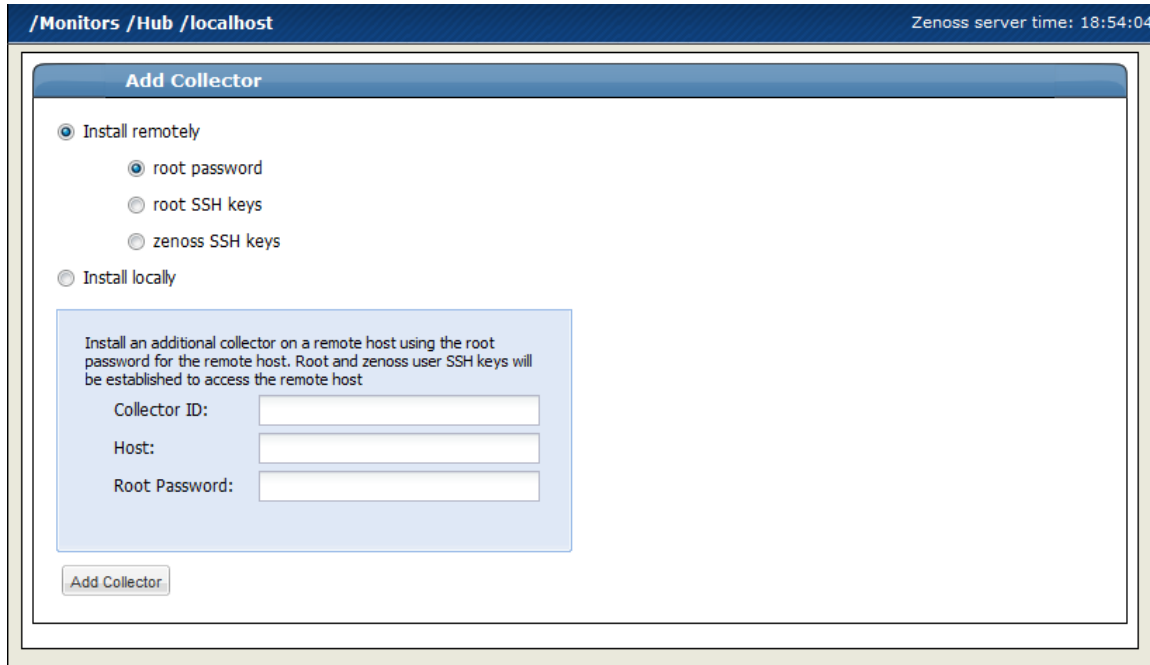 /Monitors /Hub /localhost Zenoss server time: 18:54:04
Add Collector
Install remotely
root password
root SSH keys
zenoss SSH keys
Install locally
Install an additional collector on a remote host using the root
password for the remote host. Root and zenoss user SSH keys will
be established to access the remote host
Collector ID:
Host:
Root Password:
Add Collector